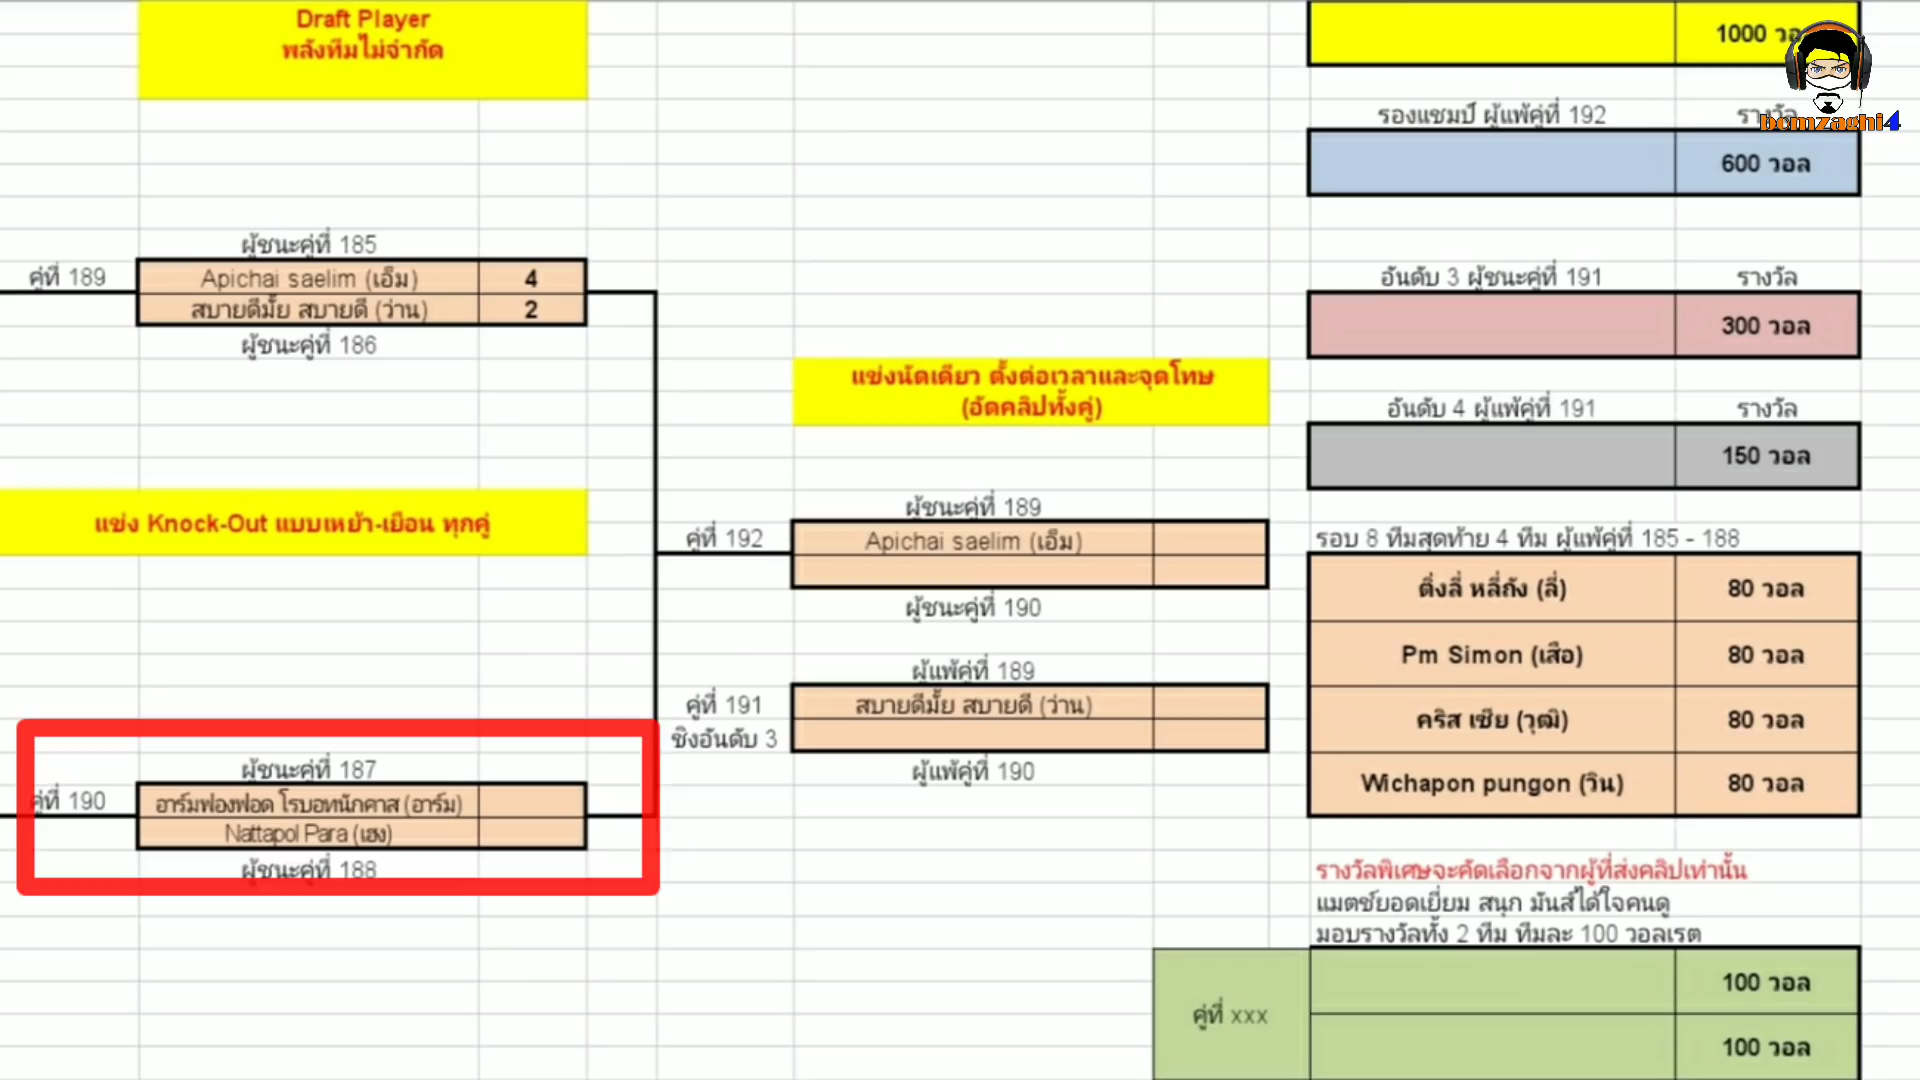 Draft Player
พลังทีมไม่จำกัด
ผู้ชนะคู่ที่ 185
คู่ที่ 189
Apichai saelim (เอ็ม) 4
สบายดีมั้ย สบายดี (ว่าน) 2
ผู้ชนะคู่ที่ 186
แข่ง Knock-Out แบบเหย้า-เยือน ทุกคู่
ผู้ชนะคู่ที่ 187
คู่ที่ 190
อาร์มฟองฟอด โรบอทนักคาส (อาร์ม)
Nattapol Para (เฮง)
ผู้ชนะคู่ที่ 188
แข่งนัดเดียว ตั้งต่อเวลาและจุดโทษ
(อัดคลิปทั้งคู่)
ผู้ชนะคู่ที่ 189
คู่ที่ 192
Apichai saelim (เอ็ม)
ผู้ชนะคู่ที่ 190
ผู้แพ้คู่ที่ 189
คู่ที่ 191
สบายดีมั้ย สบายดี (ว่าน)
ชิงอันดับ 3
ผู้แพ้คู่ที่ 190
1000
bomzaghi4
รองแชมป์ ผู้แพ้คู่ที่ 192 รางวัล
600 วอล
อันดับ 3 ผู้ชนะคู่ที่ 191 รางวัล
300 วอล
อันดับ 4 ผู้แพ้คู่ที่ 191 รางวัล
150 วอล
รอบ 8 ทีมสุดท้าย 4 ทีม ผู้แพ้คู่ที่ 185 - 188
ติ่งลี่ หลี่ถัง (ลี่) 80 วอล
Pm Simon (เสือ) 80 วอล
คริส เซีย (วุฒิ) 80 วอล
Wichapon pungon (วิน) 80 วอล
รางวัลพิเศษจะคัดเลือกจากผู้ที่ส่งคลิปเท่านั้น
แมตช์ยอดเยี่ยม สนุก มันส์ได้ใจคนดู
มอบรางวัลทั้ง 2 ทีม ทีมละ 100 วอลเรต
คู่ที่ xxx
100 วอล
100 วอล